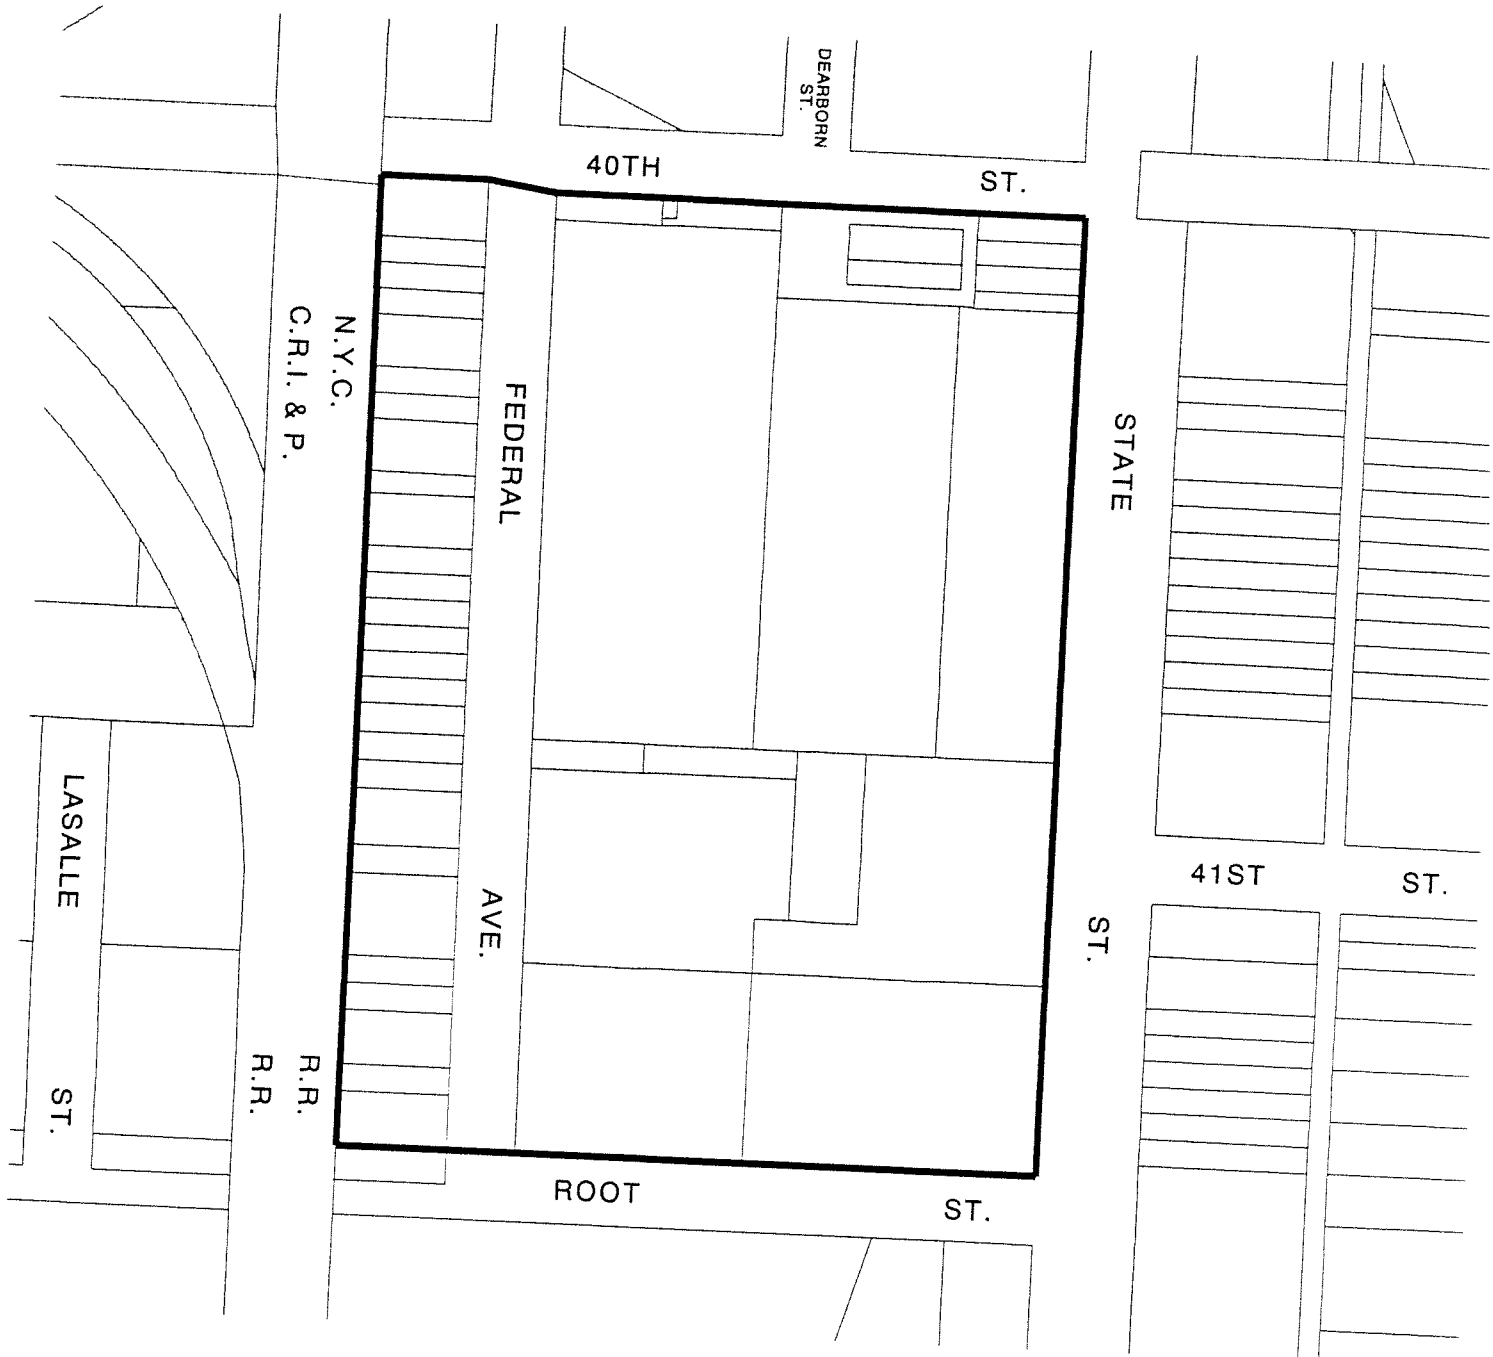 DEARBORN
ST.
40TH ST.
N.Y.C. R.R.
C.R.I. & P. R.R.
FEDERAL AVE.
STATE ST.
LASALLE ST.
41ST ST.
ROOT ST.